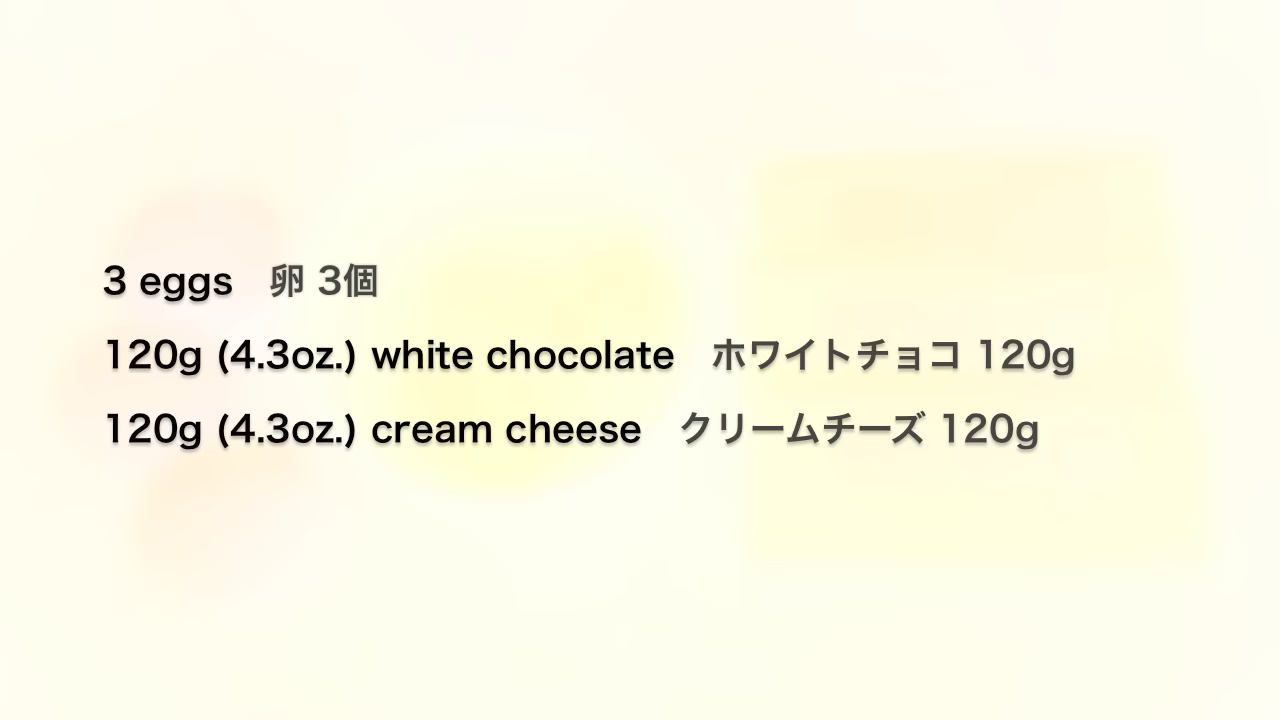 3 eggs　卵 3個
120g (4.3oz.) white chocolate　ホワイトチョコ 120g
120g (4.3oz.) cream cheese　クリームチーズ 120g